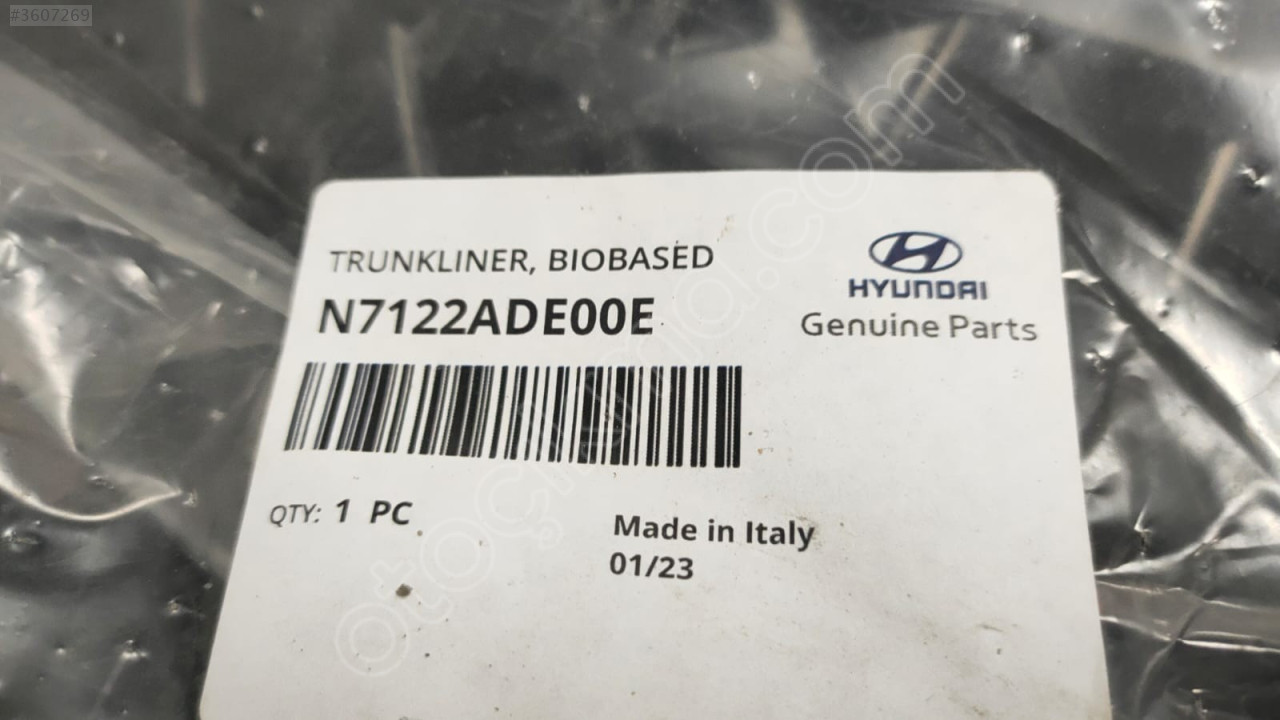 #3607269
TRUNKLINER, BIOBASED
N7122ADE00E
HYUNDAI
Genuine Parts
QTY: 1 PC
Made in Italy
01/23
otoçıkma.com